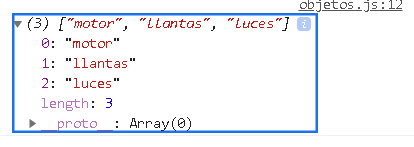 objetos.js:12
▼ (3) ["motor", "llantas", "luces"] i
0: "motor"
1: "llantas"
2: "luces"
length: 3
▶ __proto__: Array(0)